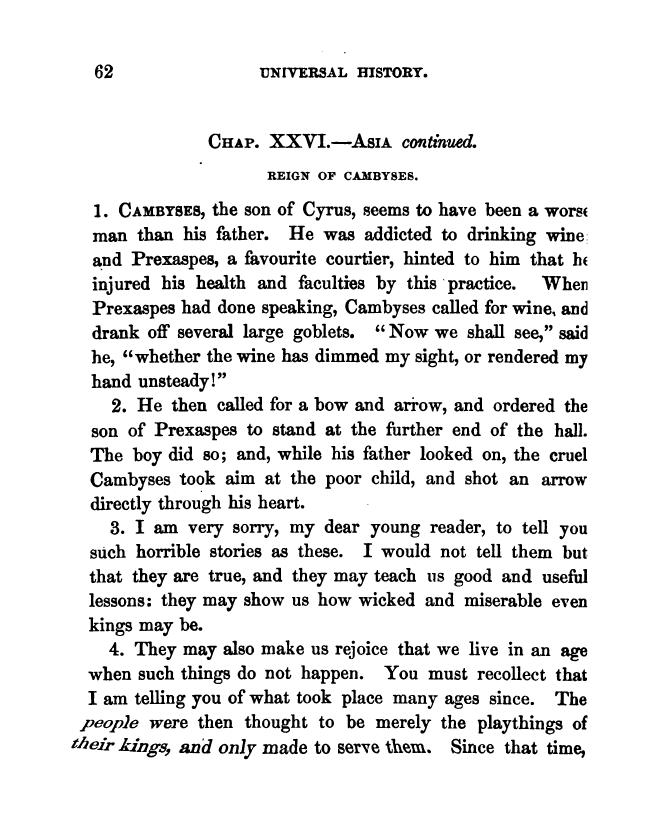 62 UNIVERSAL HISTORY.
CHAP. XXVI.—ASIA continued.
REIGN OF CAMBYSES.
1. CAMBYSES, the son of Cyrus, seems to have been a worse
man than his father. He was addicted to drinking wine
and Prexaspes, a favourite courtier, hinted to him that he
injured his health and faculties by this practice. When
Prexaspes had done speaking, Cambyses called for wine, and
drank off several large goblets. “Now we shall see,” said
he, “whether the wine has dimmed my sight, or rendered my
hand unsteady!”
2. He then called for a bow and arrow, and ordered the
son of Prexaspes to stand at the further end of the hall.
The boy did so; and, while his father looked on, the cruel
Cambyses took aim at the poor child, and shot an arrow
directly through his heart.
3. I am very sorry, my dear young reader, to tell you
such horrible stories as these. I would not tell them but
that they are true, and they may teach us good and useful
lessons: they may show us how wicked and miserable even
kings may be.
4. They may also make us rejoice that we live in an age
when such things do not happen. You must recollect that
I am telling you of what took place many ages since. The
people were then thought to be merely the playthings of
their kings, and only made to serve them. Since that time,